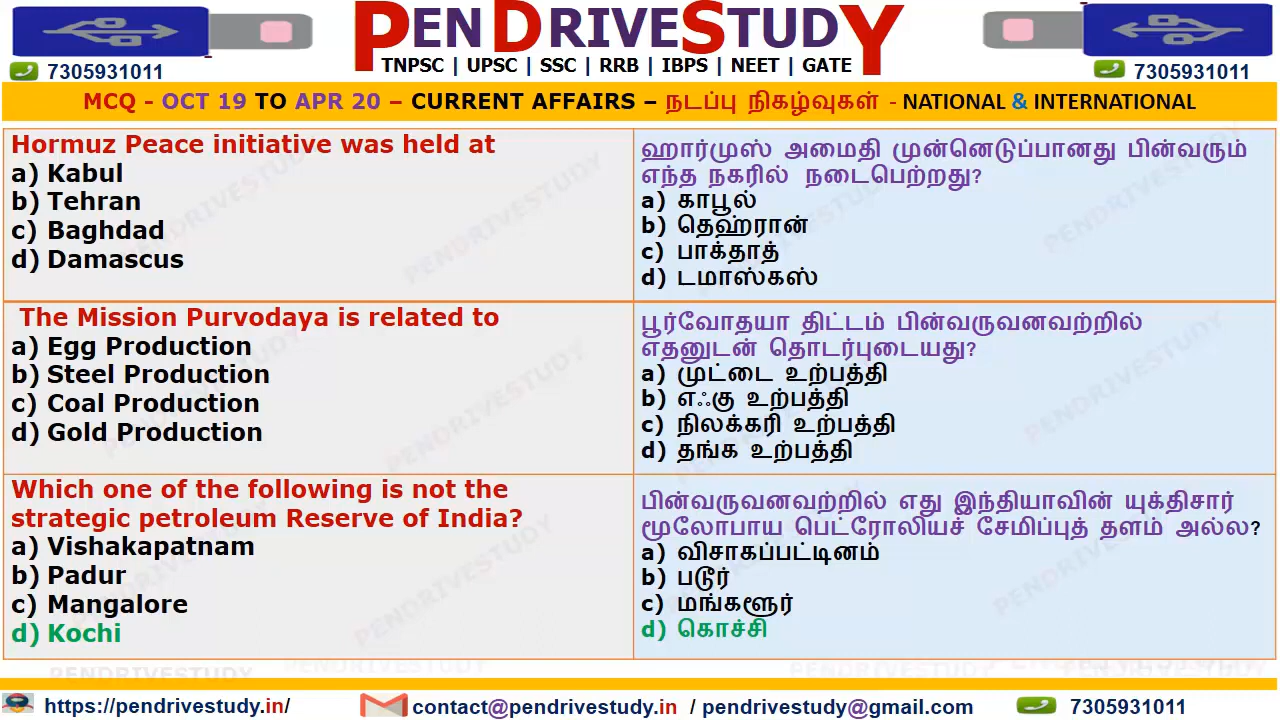 PENDRIVESTUDY
TNPSC | UPSC | SSC | RRB | IBPS | NEET | GATE
7305931011
7305931011
MCQ - OCT 19 TO APR 20 – CURRENT AFFAIRS – நடப்பு நிகழ்வுகள் - NATIONAL & INTERNATIONAL
Hormuz Peace initiative was held at
a) Kabul
b) Tehran
c) Baghdad
d) Damascus
ஹார்முஸ் அமைதி முன்னெடுப்பானது பின்வரும்
எந்த நகரில் நடைபெற்றது?
a) காபூல்
b) தெஹ்ரான்
c) பாக்தாத்
d) டமாஸ்கஸ்
The Mission Purvodaya is related to
a) Egg Production
b) Steel Production
c) Coal Production
d) Gold Production
பூர்வோதயா திட்டம் பின்வருவனவற்றில்
எதனுடன் தொடர்புடையது?
a) முட்டை உற்பத்தி
b) எஃகு உற்பத்தி
c) நிலக்கரி உற்பத்தி
d) தங்க உற்பத்தி
Which one of the following is not the
strategic petroleum Reserve of India?
a) Vishakapatnam
b) Padur
c) Mangalore
d) Kochi
பின்வருவனவற்றில் எது இந்தியாவின் யுக்திசார்
மூலோபாய பெட்ரோலியச் சேமிப்புத் தளம் அல்ல?
a) விசாகப்பட்டினம்
b) படூர்
c) மங்களூர்
d) கொச்சி
PENDRIVESTUDY PENDRIVESTUDY PENDRIVESTUDY PENDRIVESTUDY
https://pendrivestudy.in/ contact@pendrivestudy.in / pendrivestudy@gmail.com 7305931011